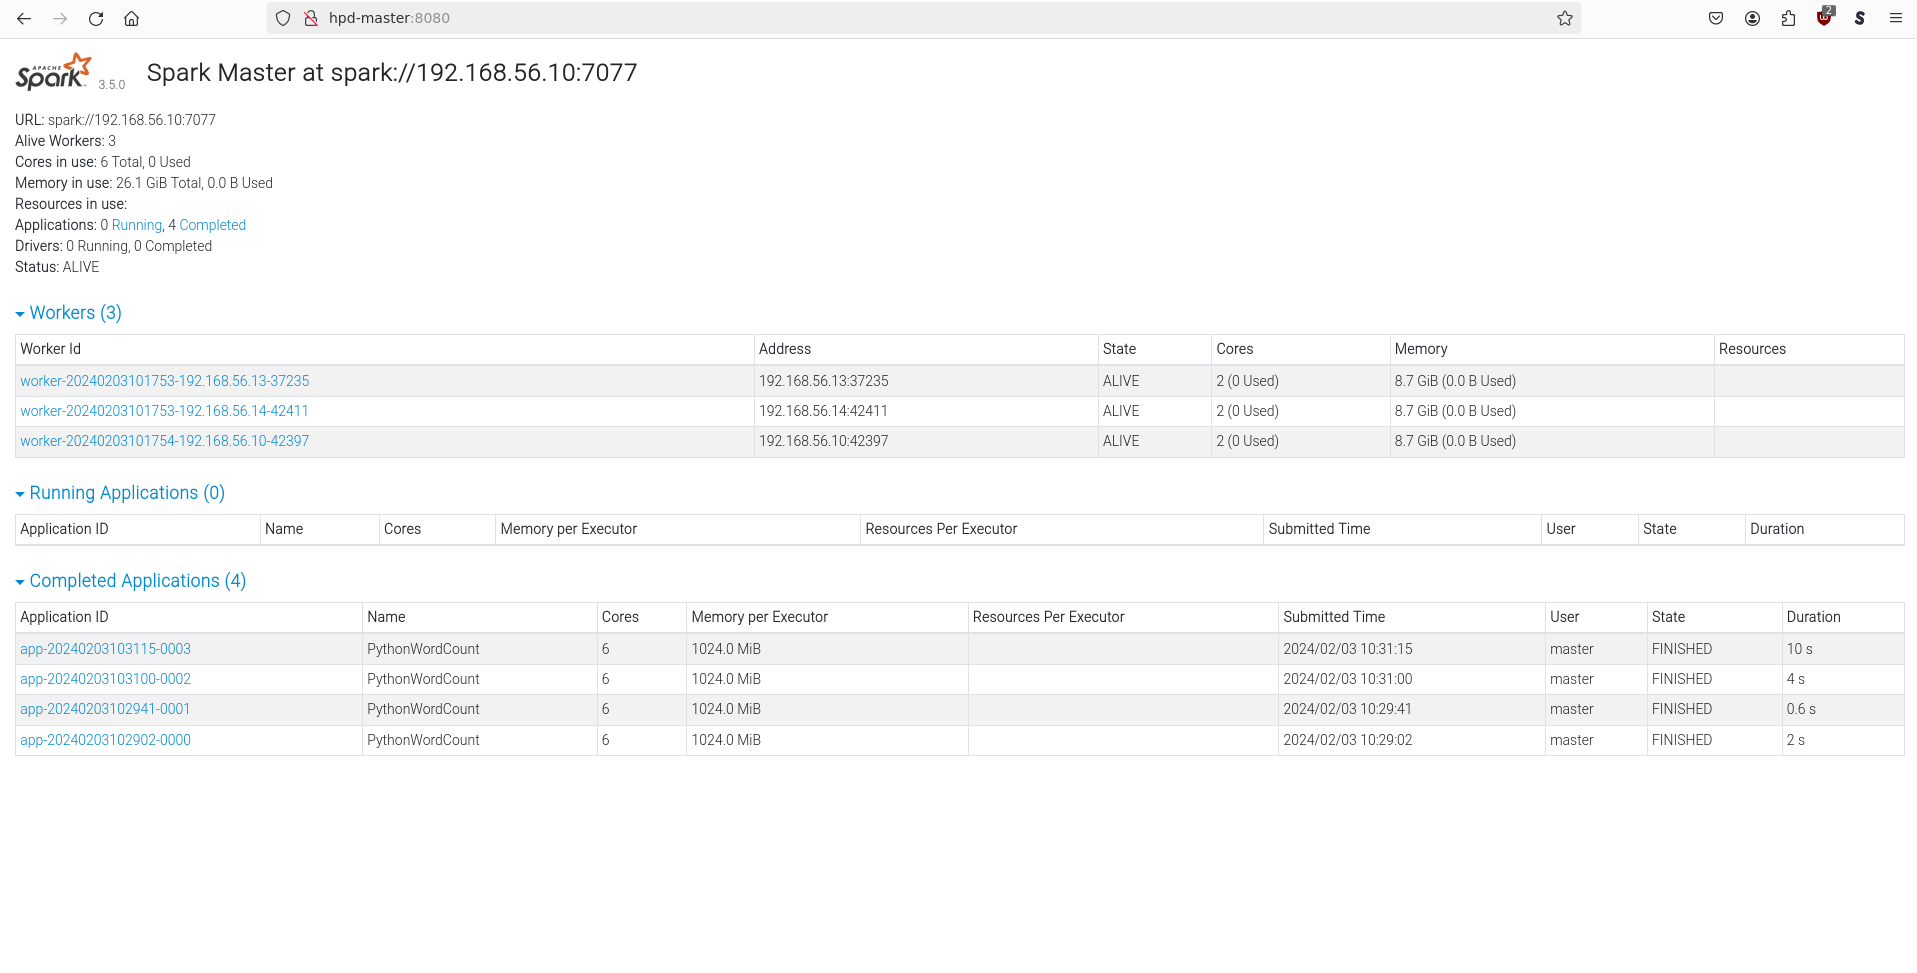 hpd-master:8080
2
APACHE
Spark 3.5.0 Spark Master at spark://192.168.56.10:7077
URL: spark://192.168.56.10:7077
Alive Workers: 3
Cores in use: 6 Total, 0 Used
Memory in use: 26.1 GiB Total, 0.0 B Used
Resources in use:
Applications: 0 Running, 4 Completed
Drivers: 0 Running, 0 Completed
Status: ALIVE
Workers (3)
Worker Id Address State Cores Memory Resources
worker-20240203101753-192.168.56.13-37235 192.168.56.13:37235 ALIVE 2 (0 Used) 8.7 GiB (0.0 B Used)
worker-20240203101753-192.168.56.14-42411 192.168.56.14:42411 ALIVE 2 (0 Used) 8.7 GiB (0.0 B Used)
worker-20240203101754-192.168.56.10-42397 192.168.56.10:42397 ALIVE 2 (0 Used) 8.7 GiB (0.0 B Used)
Running Applications (0)
Application ID Name Cores Memory per Executor Resources Per Executor Submitted Time User State Duration
Completed Applications (4)
Application ID Name Cores Memory per Executor Resources Per Executor Submitted Time User State Duration
app-20240203103115-0003 PythonWordCount 6 1024.0 MiB 2024/02/03 10:31:15 master FINISHED 10 s
app-20240203103100-0002 PythonWordCount 6 1024.0 MiB 2024/02/03 10:31:00 master FINISHED 4 s
app-20240203102941-0001 PythonWordCount 6 1024.0 MiB 2024/02/03 10:29:41 master FINISHED 0.6 s
app-20240203102902-0000 PythonWordCount 6 1024.0 MiB 2024/02/03 10:29:02 master FINISHED 2 s